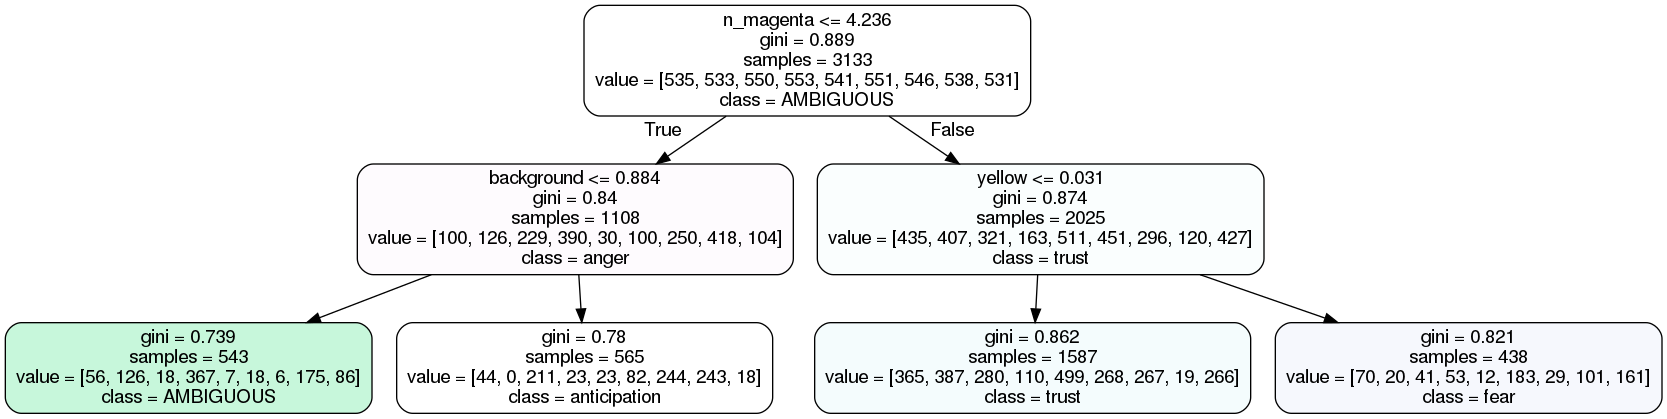 n_magenta <= 4.236
gini = 0.889
samples = 3133
value = [535, 533, 550, 553, 541, 551, 546, 538, 531]
class = AMBIGUOUS
True
False
background <= 0.884
gini = 0.84
samples = 1108
value = [100, 126, 229, 390, 30, 100, 250, 418, 104]
class = anger
yellow <= 0.031
gini = 0.874
samples = 2025
value = [435, 407, 321, 163, 511, 451, 296, 120, 427]
class = trust
gini = 0.739
samples = 543
value = [56, 126, 18, 367, 7, 18, 6, 175, 86]
class = AMBIGUOUS
gini = 0.78
samples = 565
value = [44, 0, 211, 23, 23, 82, 244, 243, 18]
class = anticipation
gini = 0.862
samples = 1587
value = [365, 387, 280, 110, 499, 268, 267, 19, 266]
class = trust
gini = 0.821
samples = 438
value = [70, 20, 41, 53, 12, 183, 29, 101, 161]
class = fear